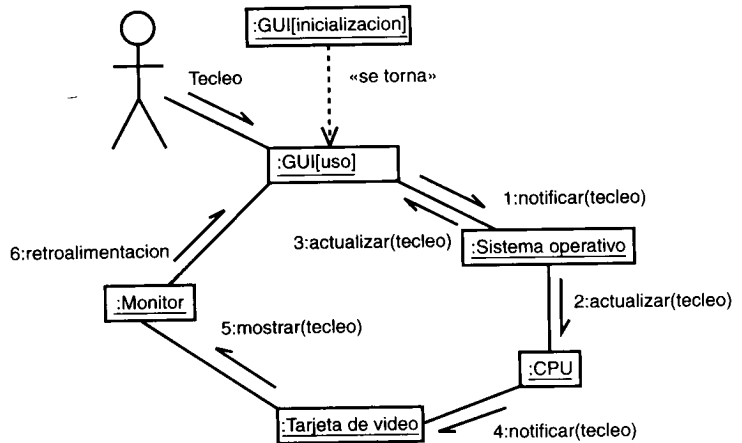 :GUI[inicializacion]
Tecleo
«se torna»
:GUI[uso]
1:notificar(tecleo)
3:actualizar(tecleo)
:Sistema operativo
6:retroalimentacion
:Monitor
2:actualizar(tecleo)
5:mostrar(tecleo)
:CPU
:Tarjeta de video
4:notificar(tecleo)